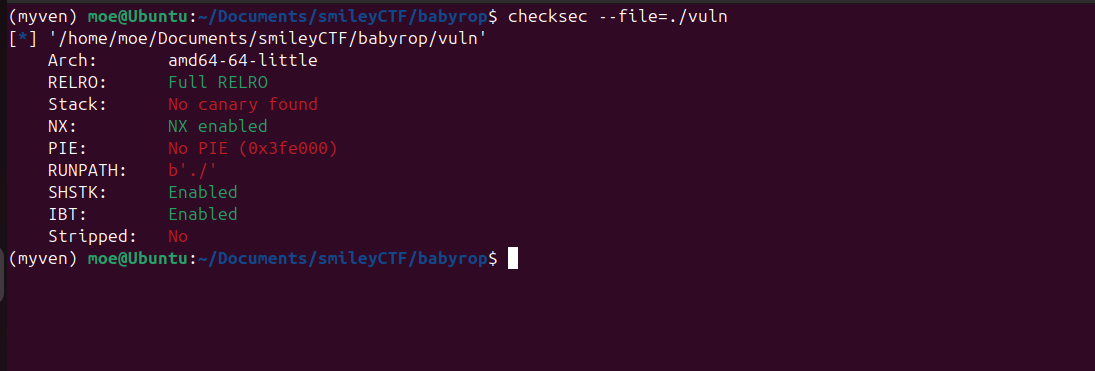 (myven) moe@Ubuntu:~/Documents/smileyCTF/babyrop$ checksec --file=./vuln
[*] '/home/moe/Documents/smileyCTF/babyrop/vuln'
    Arch:       amd64-64-little
    RELRO:      Full RELRO
    Stack:      No canary found
    NX:         NX enabled
    PIE:        No PIE (0x3fe000)
    RUNPATH:    b'./'
    SHSTK:      Enabled
    IBT:        Enabled
    Stripped:   No
(myven) moe@Ubuntu:~/Documents/smileyCTF/babyrop$